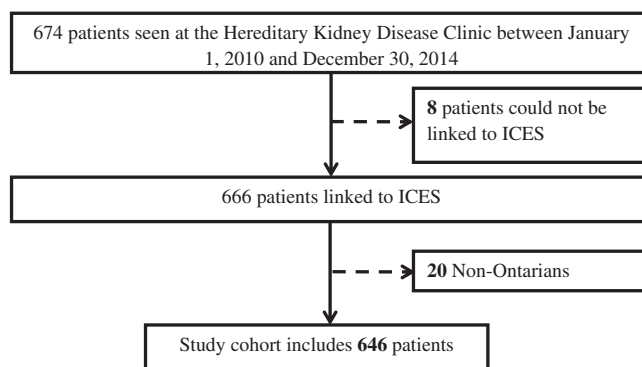 674 patients seen at the Hereditary Kidney Disease Clinic between January
1, 2010 and December 30, 2014
8 patients could not be
linked to ICES
666 patients linked to ICES
20 Non-Ontarians
Study cohort includes 646 patients